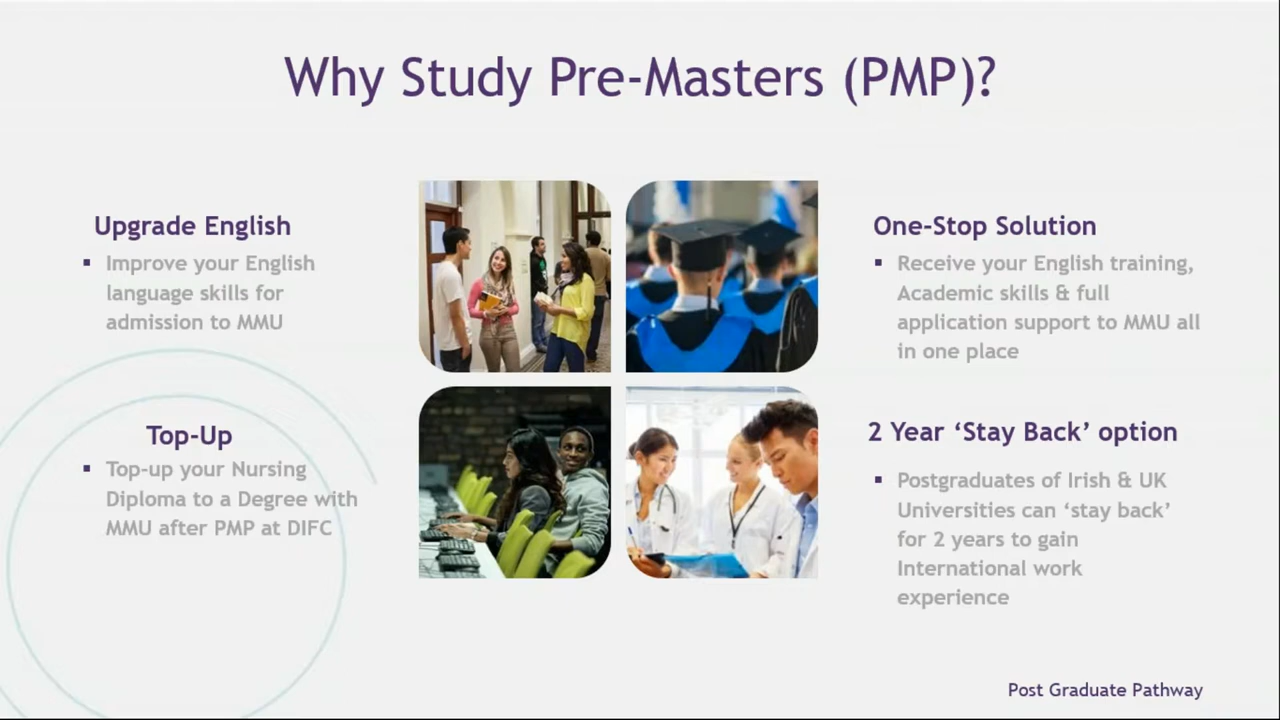 Why Study Pre-Masters (PMP)?
Upgrade English
▪ Improve your English
language skills for
admission to MMU
Top-Up
▪ Top-up your Nursing
Diploma to a Degree with
MMU after PMP at DIFC
One-Stop Solution
▪ Receive your English training,
Academic skills & full
application support to MMU all
in one place
2 Year ‘Stay Back’ option
▪ Postgraduates of Irish & UK
Universities can ‘stay back’
for 2 years to gain
International work
experience
Post Graduate Pathway